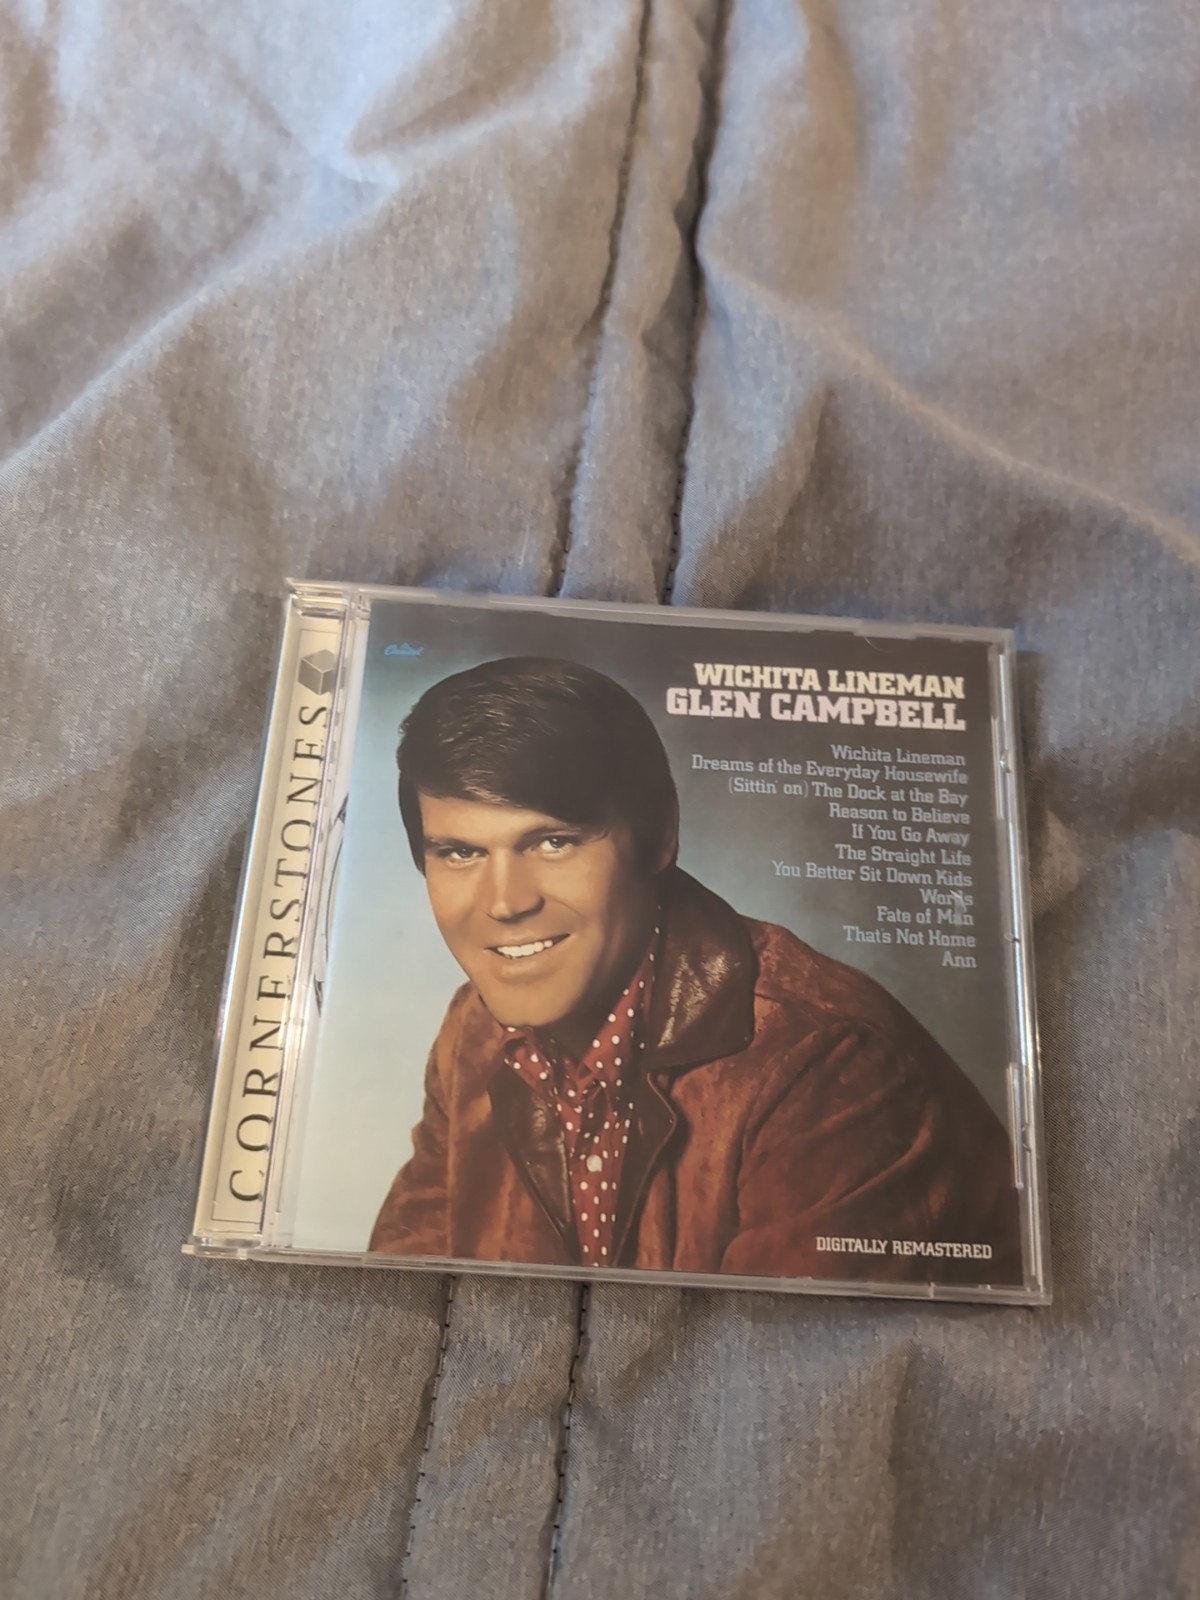 Capitol
CORNERSTONES
WICHITA LINEMAN
GLEN CAMPBELL
Wichita Lineman
Dreams of the Everyday Housewife
(Sittin' on) The Dock at the Bay
Reason to Believe
If You Go Away
The Straight Life
You Better Sit Down Kids
Words
Fate of Man
That's Not Home
Ann
DIGITALLY REMASTERED